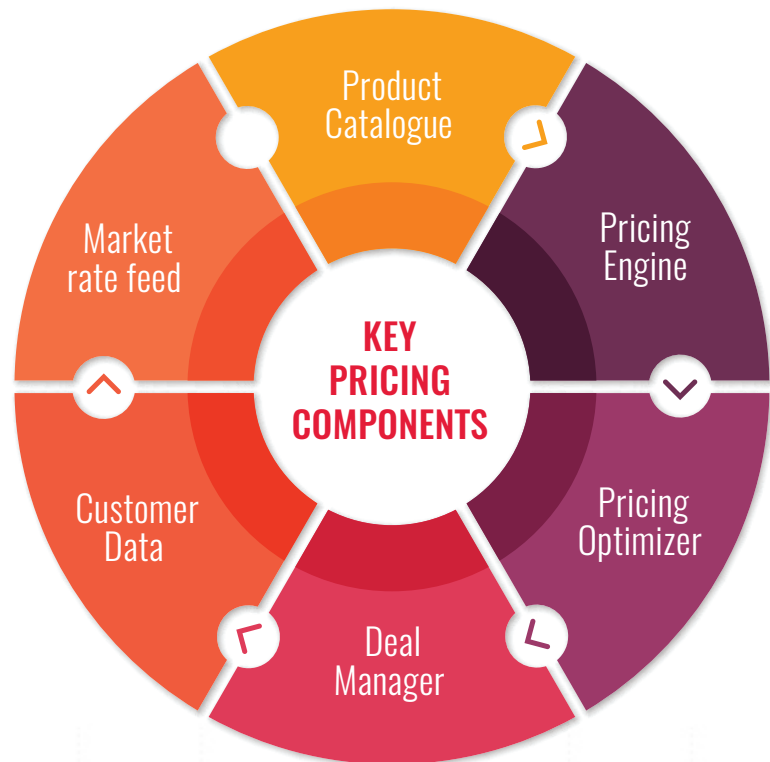 Product
Catalogue
Pricing
Engine
Pricing
Optimizer
Deal
Manager
Customer
Data
Market
rate feed
KEY
PRICING
COMPONENTS